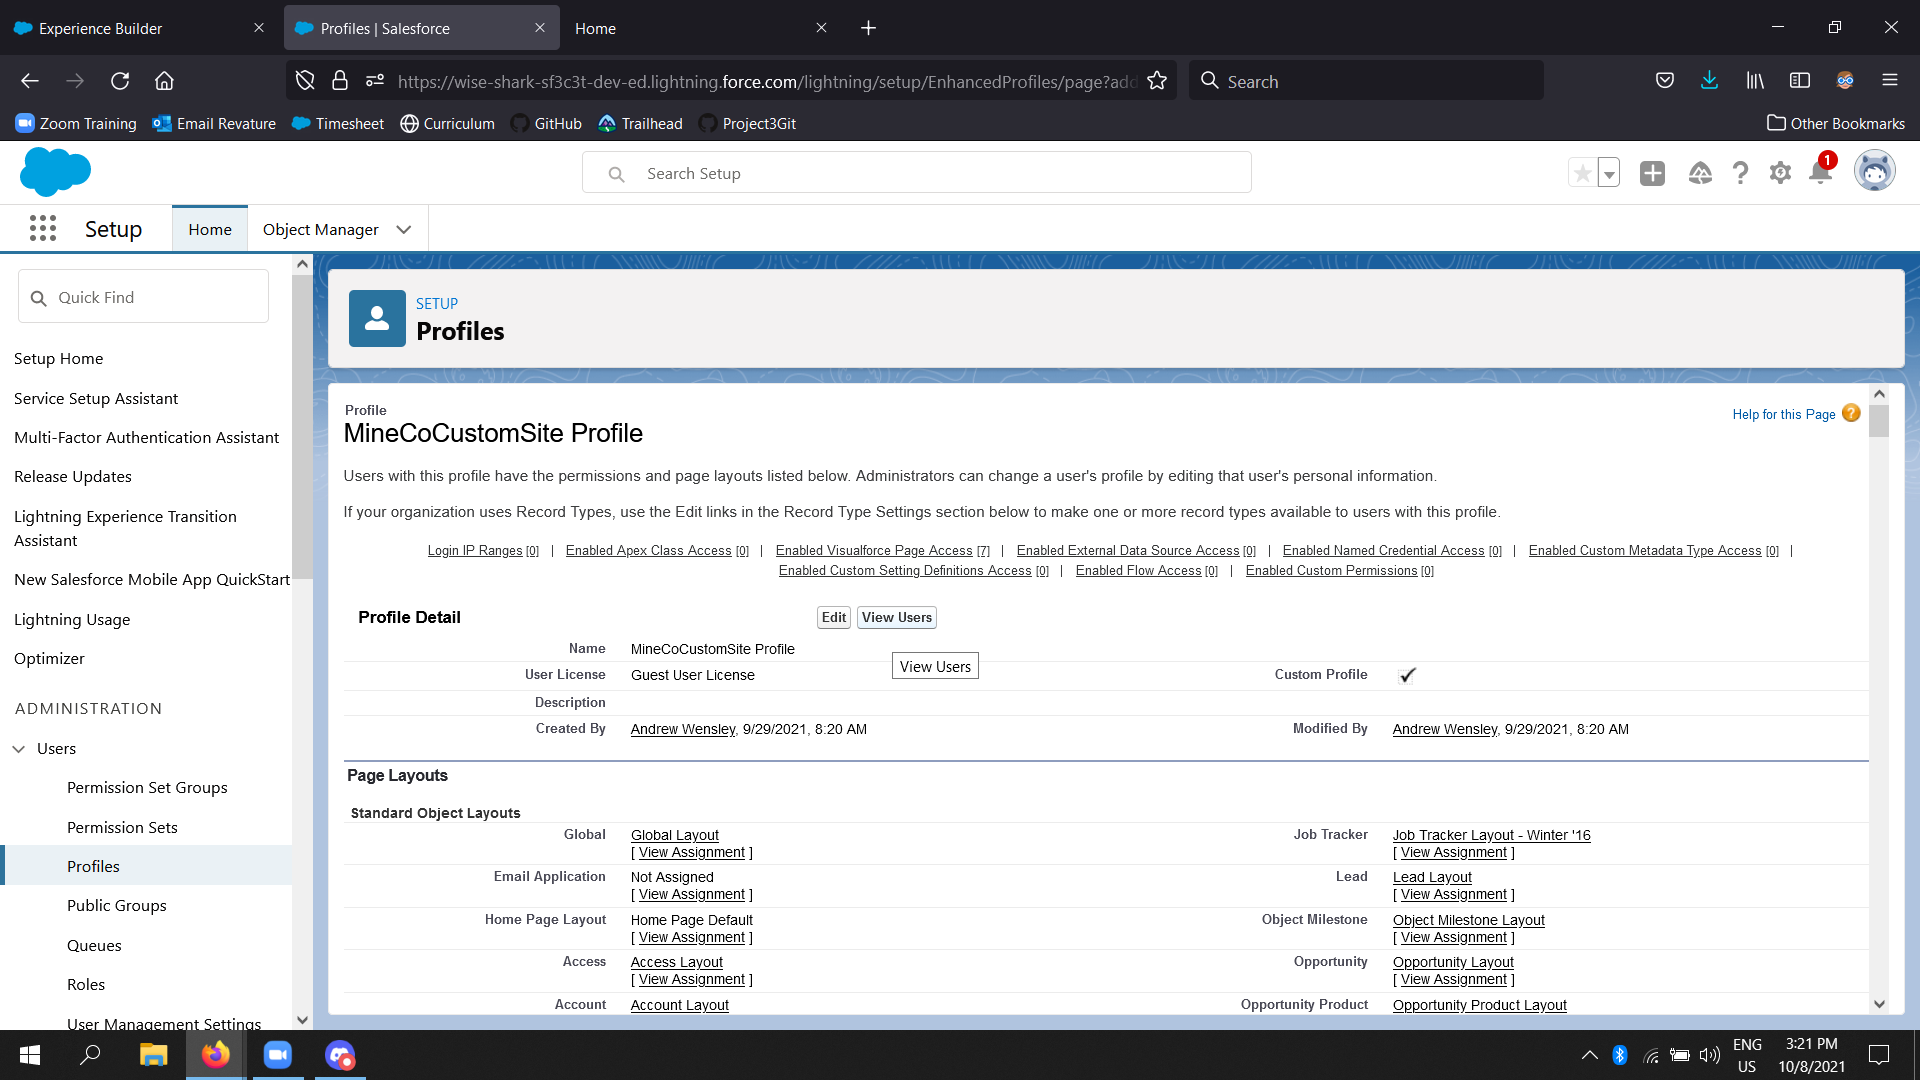 Experience Builder
Profiles | Salesforce
Home
https://wise-shark-sf3c3t-dev-ed.lightning.force.com/lightning/setup/EnhancedProfiles/page?add
Search
Zoom Training
Email Revature
Timesheet
Curriculum
GitHub
Trailhead
Project3Git
Other Bookmarks
Search Setup
1
Setup
Home
Object Manager
Quick Find
Setup Home
Service Setup Assistant
Multi-Factor Authentication Assistant
Release Updates
Lightning Experience Transition
Assistant
New Salesforce Mobile App QuickStart
Lightning Usage
Optimizer
ADMINISTRATION
Users
Permission Set Groups
Permission Sets
Profiles
Public Groups
Queues
Roles
User Management Settings
SETUP
Profiles
Profile
MineCoCustomSite Profile
Help for this Page
Users with this profile have the permissions and page layouts listed below. Administrators can change a user's profile by editing that user's personal information.
If your organization uses Record Types, use the Edit links in the Record Type Settings section below to make one or more record types available to users with this profile.
Login IP Ranges [0] | Enabled Apex Class Access [0] | Enabled Visualforce Page Access [7] | Enabled External Data Source Access [0] | Enabled Named Credential Access [0] | Enabled Custom Metadata Type Access [0] |
Enabled Custom Setting Definitions Access [0] | Enabled Flow Access [0] | Enabled Custom Permissions [0]
Profile Detail
Edit
View Users
Name MineCoCustomSite Profile
View Users
User License Guest User License
Custom Profile
Description
Created By Andrew Wensley, 9/29/2021, 8:20 AM
Modified By Andrew Wensley, 9/29/2021, 8:20 AM
Page Layouts
Standard Object Layouts
Global Global Layout
[ View Assignment ]
Job Tracker Job Tracker Layout - Winter '16
[ View Assignment ]
Email Application Not Assigned
[ View Assignment ]
Lead Lead Layout
[ View Assignment ]
Home Page Layout Home Page Default
[ View Assignment ]
Object Milestone Object Milestone Layout
[ View Assignment ]
Access Access Layout
[ View Assignment ]
Opportunity Opportunity Layout
[ View Assignment ]
Account Account Layout
Opportunity Product Opportunity Product Layout
ENG
US
3:21 PM
10/8/2021